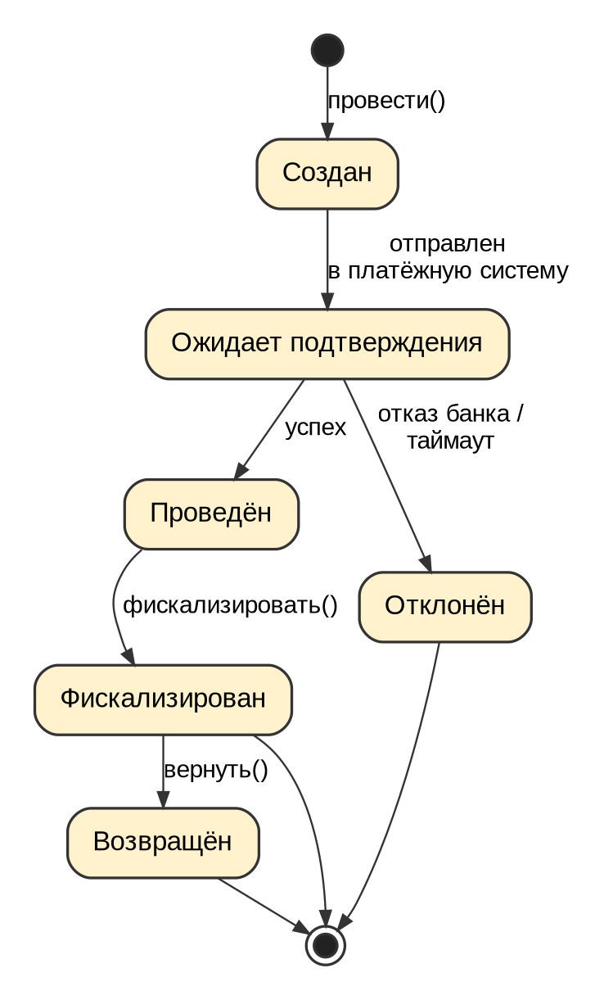 провести()
Создан
отправлен
в платёжную систему
Ожидает подтверждения
успех
отказ банка /
таймаут
Проведён
фискализировать()
Отклонён
Фискализирован
вернуть()
Возвращён